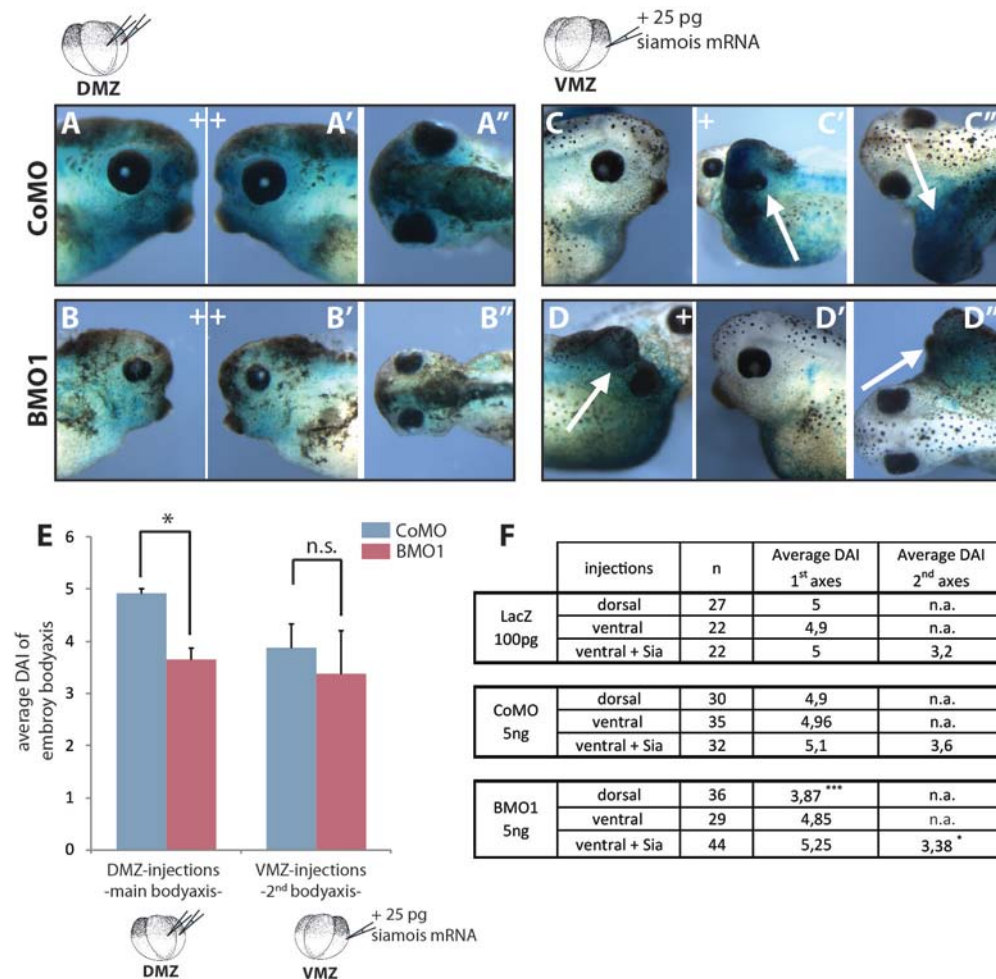 + 25 pg
siamois mRNA
DMZ
VMZ
CoMO
A
++
A'
A"
C
+
C'
C"
BMO1
B
++
B'
B"
D
+
D'
D"
E
CoMO
BMO1
*
n.s.
average DAI of
embroy bodyaxis
6
5
4
3
2
1
0
DMZ-injections
-main bodyaxis-
VMZ-injections
-2nd bodyaxis-
+ 25 pg
siamois mRNA
DMZ
VMZ
F
injections n Average DAI 1st axes Average DAI 2nd axes
LacZ 100pg
dorsal 27 5 n.a.
ventral 22 4,9 n.a.
ventral + Sia 22 5 3,2
CoMO 5ng
dorsal 30 4,9 n.a.
ventral 35 4,96 n.a.
ventral + Sia 32 5,1 3,6
BMO1 5ng
dorsal 36 3,87 *** n.a.
ventral 29 4,85 n.a.
ventral + Sia 44 5,25 3,38 *